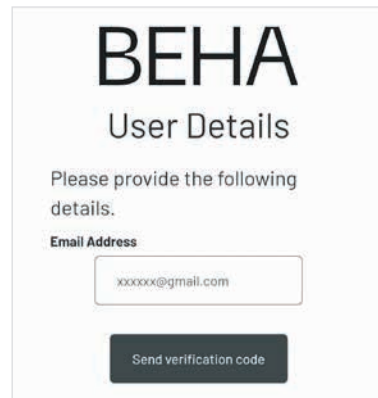 BEHA
User Details
Please provide the following
details.
Email Address
xxxxxx@gmail.com
Send verification code